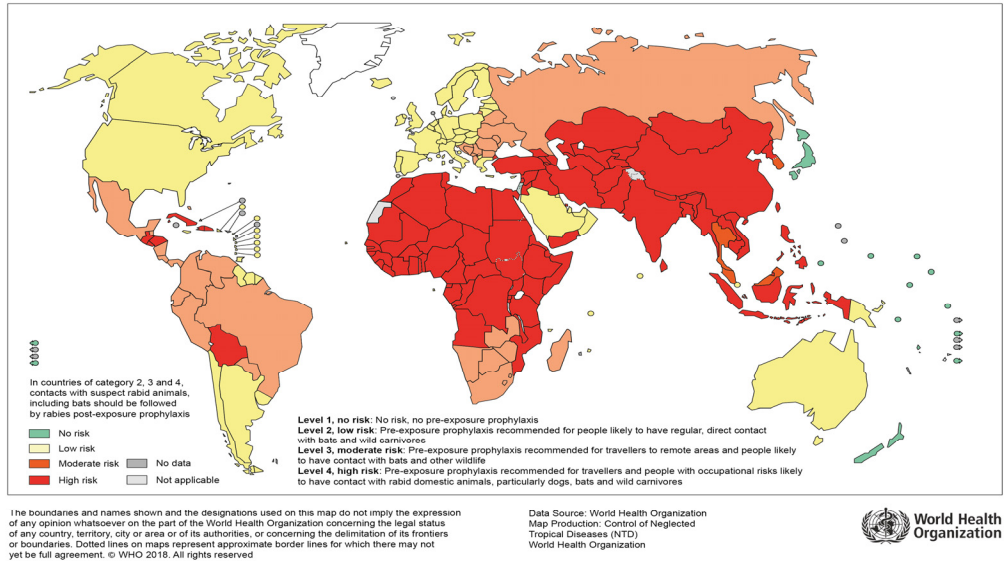 In countries of category 2, 3 and 4,
contacts with suspect rabid animals,
including bats should be followed
by rabies post-exposure prophylaxis
No risk
Low risk
Moderate risk
High risk
No data
Not applicable
Level 1, no risk: No risk, no pre-exposure prophylaxis
Level 2, low risk: Pre-exposure prophylaxis recommended for people likely to have regular, direct contact
with bats and wild carnivores
Level 3, moderate risk: Pre-exposure prophylaxis recommended for travellers to remote areas and people likely
to have contact with bats and other wildlife
Level 4, high risk: Pre-exposure prophylaxis recommended for travellers and people with occupational risks likely
to have contact with rabid domestic animals, particularly dogs, bats and wild carnivores
The boundaries and names shown and the designations used on this map do not imply the expression
of any opinion whatsoever on the part of the World Health Organization concerning the legal status
of any country, territory, city or area or of its authorities, or concerning the delimitation of its frontiers
or boundaries. Dotted lines on maps represent approximate border lines for which there may not
yet be full agreement. © WHO 2018. All rights reserved
Data Source: World Health Organization
Map Production: Control of Neglected
Tropical Diseases (NTD)
World Health Organization
World Health
Organization